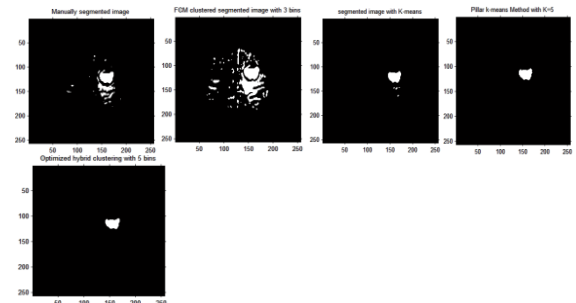 Manually segmented image
FCM clustered segmented image with 3 bins
segmented image with K-means
Pillar k-means Method with K=5
50
100
150
200
250
50 100 150 200 250
50
100
150
200
250
50 100 150 200 250
50
100
150
200
250
50 100 150 200 250
50
100
150
200
250
50 100 150 200 250
Optimized hybrid clustering with 5 bins
50
100
150
200
250
50 100 150 200 250